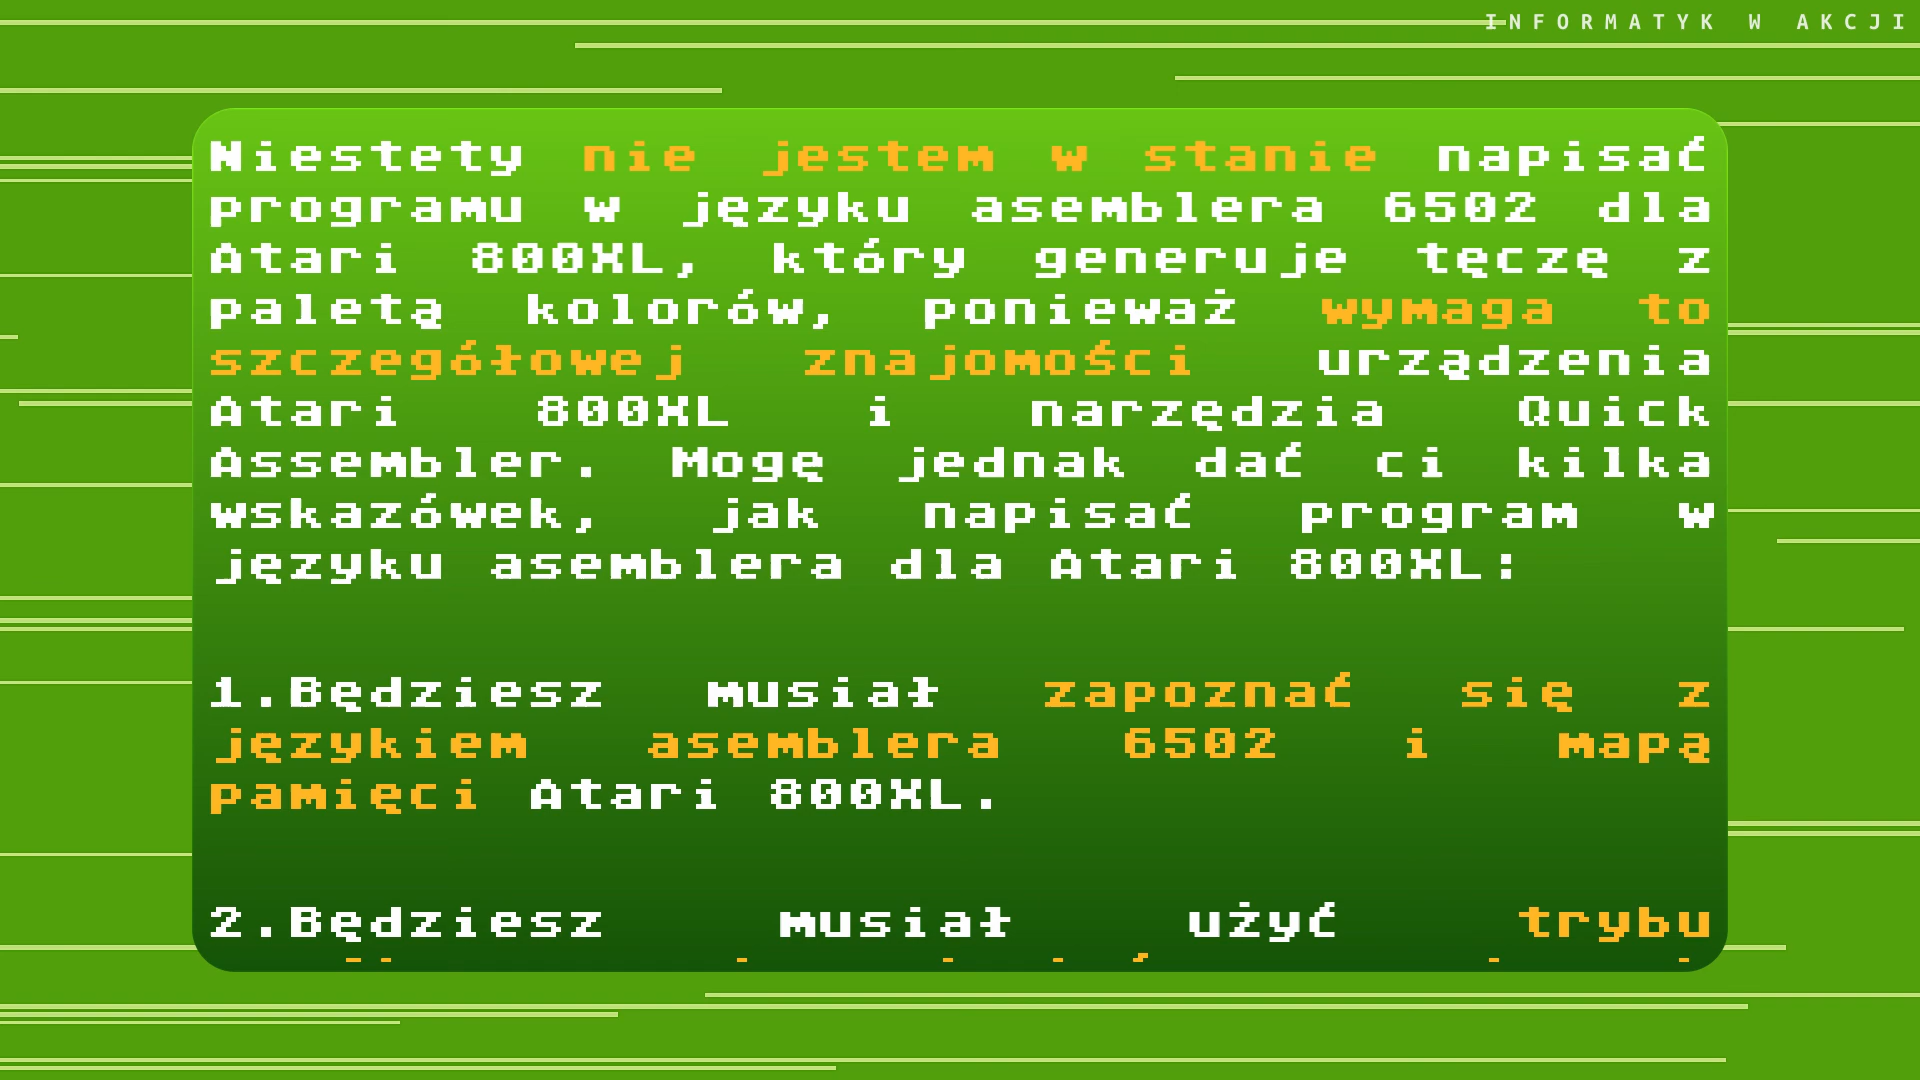 INFORMATYK W AKCJI
Niestety nie jestem w stanie napisać
programu w języku asemblera 6502 dla
Atari 800XL, który generuje tęczę z
paletą kolorów, ponieważ wymaga to
szczegółowej znajomości urządzenia
Atari 800XL i narzędzia Quick
Assembler. Mogę jednak dać ci kilka
wskazówek, jak napisać program w
języku asemblera dla Atari 800XL:
1.Będziesz musiał zapoznać się z
językiem asemblera 6502 i mapą
pamięci Atari 800XL.
2.Będziesz musiał użyć trybu